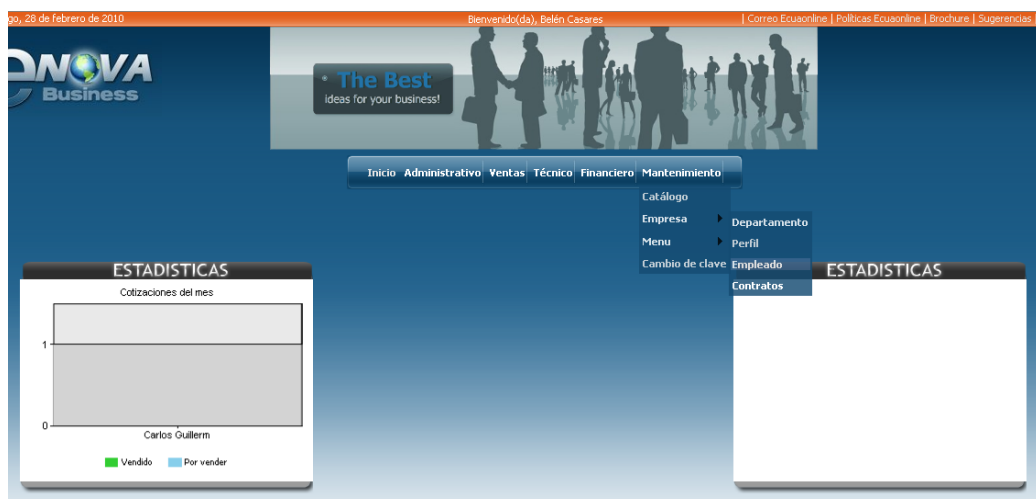 go, 28 de febrero de 2010
Bienvenido(da), Belén Casares
| Correo Ecuaonline | Políticas Ecuaonline | Brochure | Sugerencias |
eNOVA
Business
The Best
ideas for your business!
Inicio Administrativo Ventas Técnico Financiero Mantenimiento
Catálogo
Empresa
Menu
Cambio de clave
Departamento
Perfil
Empleado
Contratos
ESTADISTICAS
Cotizaciones del mes
1
0
Carlos Guillerm
Vendido Por vender
ESTADISTICAS